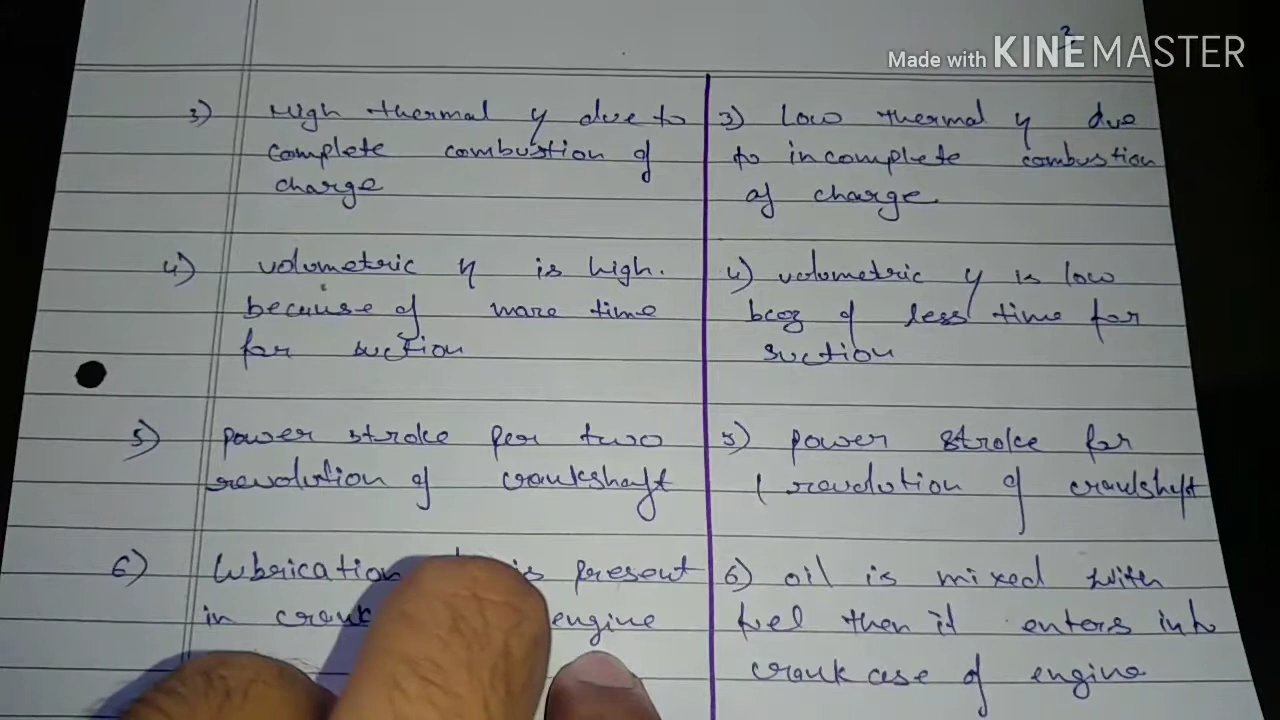 2
Made with KINEMASTER
3) High thermal η due to
complete combustion of
charge
4) volumetric η is high.
because of more time
for suction
5) power stroke per two
revolution of crankshaft
6) lubrication is present
in crank engine
3) Low thermal η due
to incomplete combustion
of charge.
4) volumetric η is low
bcoz of less time for
suction
5) power stroke for
1 revolution of crankshaft
6) oil is mixed with
fuel then it enters into
crank case of engine